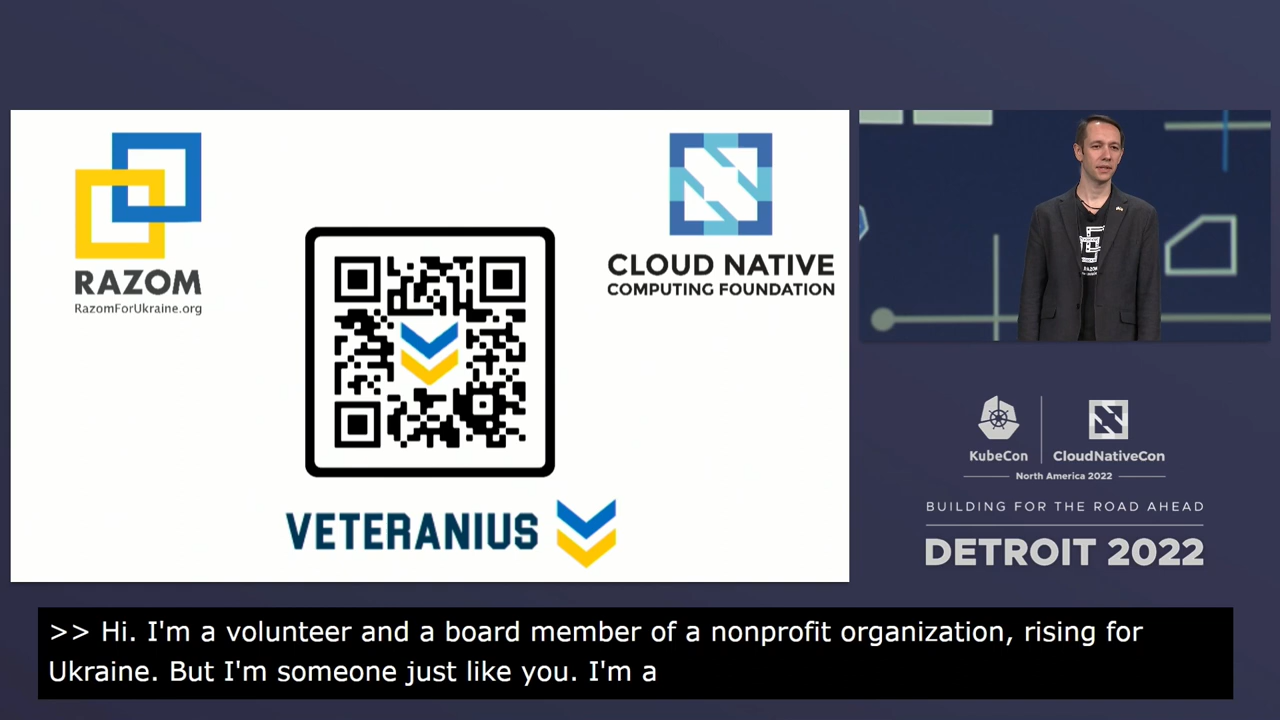 RAZOM
RazomForUkraine.org
CLOUD NATIVE
COMPUTING FOUNDATION
VETERANIUS
RAZOM
KubeCon
CloudNativeCon
North America 2022
BUILDING FOR THE ROAD AHEAD
DETROIT 2022
>> Hi. I'm a volunteer and a board member of a nonprofit organization, rising for
Ukraine. But I'm someone just like you. I'm a